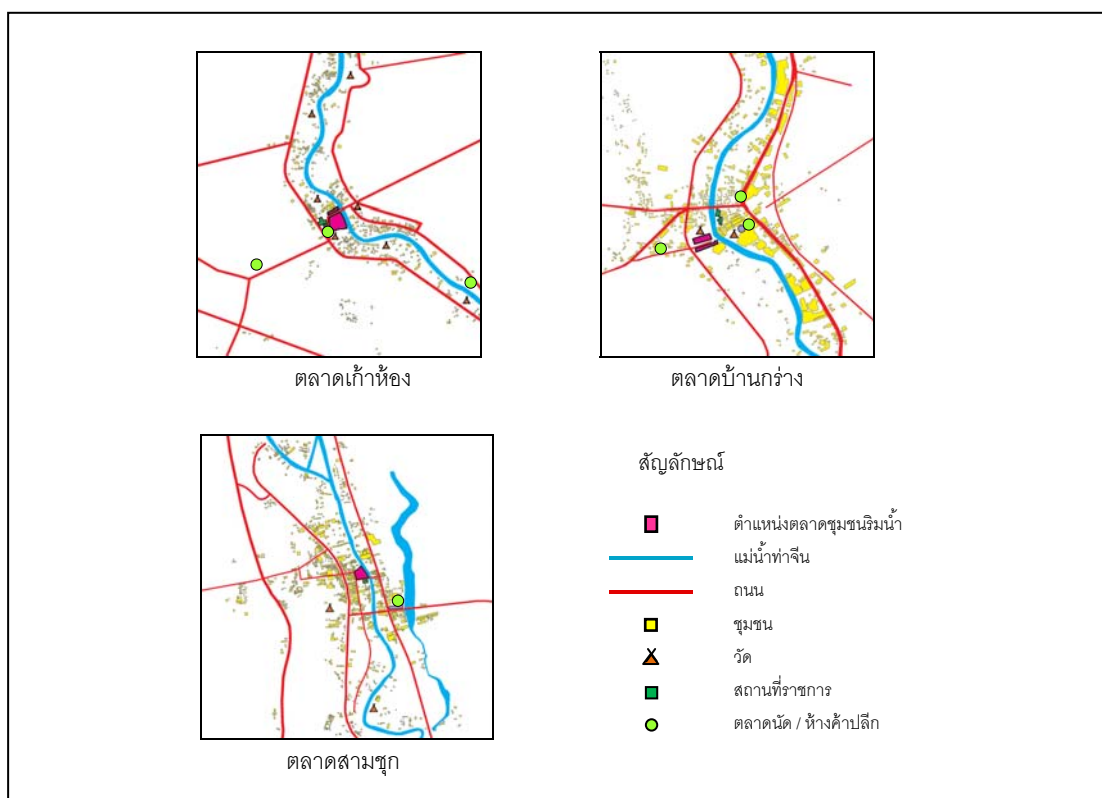 ตลาดเก้าห้อง
ตลาดบ้านกร่าง
ตลาดสามชุก
สัญลักษณ์
ตำแหน่งตลาดชุมชนริมน้ำ
แม่น้ำท่าจีน
ถนน
ชุมชน
วัด
สถานที่ราชการ
ตลาดนัด / ห้างค้าปลีก